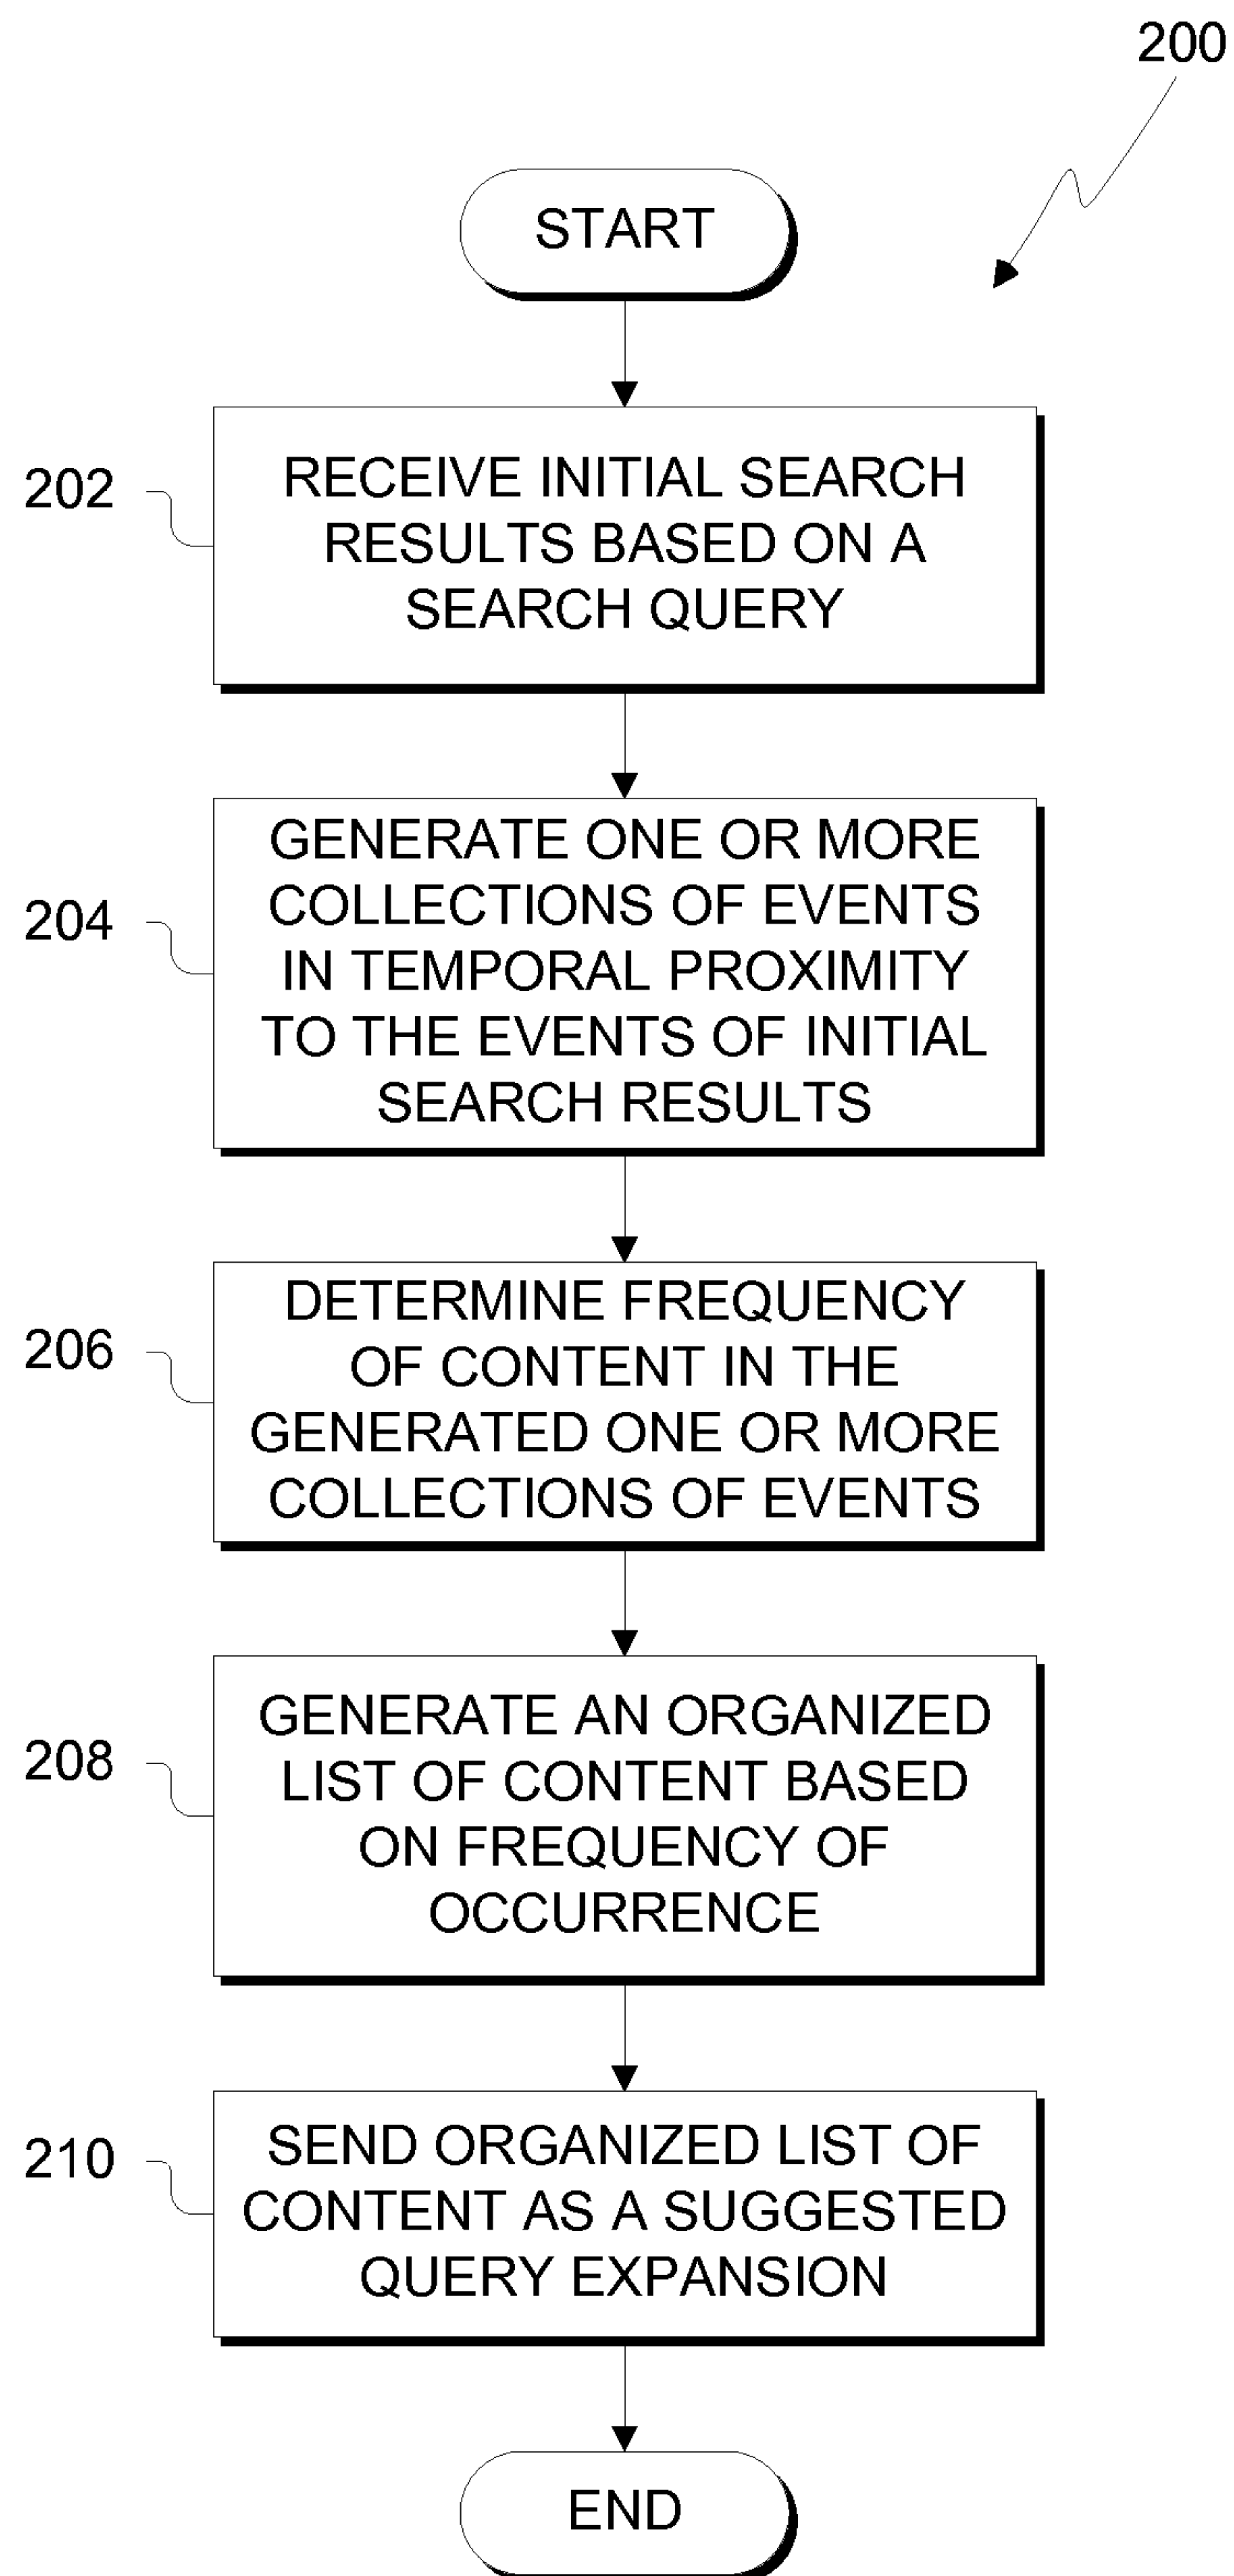 200
START
202
RECEIVE INITIAL SEARCH
RESULTS BASED ON A
SEARCH QUERY
204
GENERATE ONE OR MORE
COLLECTIONS OF EVENTS
IN TEMPORAL PROXIMITY
TO THE EVENTS OF INITIAL
SEARCH RESULTS
206
DETERMINE FREQUENCY
OF CONTENT IN THE
GENERATED ONE OR MORE
COLLECTIONS OF EVENTS
208
GENERATE AN ORGANIZED
LIST OF CONTENT BASED
ON FREQUENCY OF
OCCURRENCE
210
SEND ORGANIZED LIST OF
CONTENT AS A SUGGESTED
QUERY EXPANSION
END